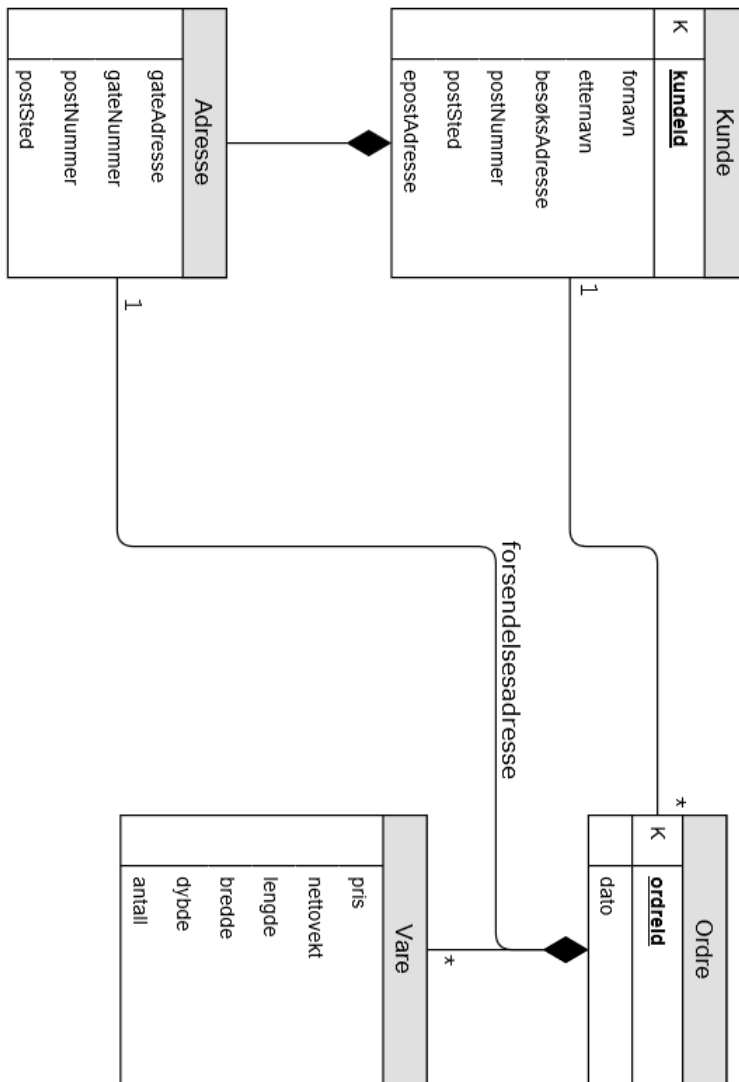 Kunde
K kundeId
fornavn
etternavn
besøksAdresse
postNummer
postSted
epostAdresse
1
*
Ordre
K ordreId
dato
Adresse
gateAdresse
gateNummer
postNummer
postSted
1
forsendelsesadresse
*
Vare
pris
nettovekt
lengde
bredde
dybde
antall